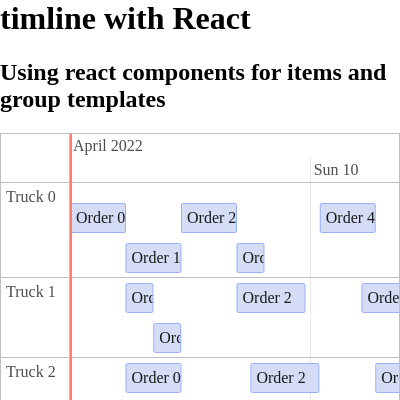 timline with React
Using react components for items and
group templates
April 2022
Sun 10
Truck 0
Order 0 Order 2 Order 4
Order 1 Orc
Truck 1
Orc Order 2 Orde
Orc
Truck 2
Order 0 Order 2 Or